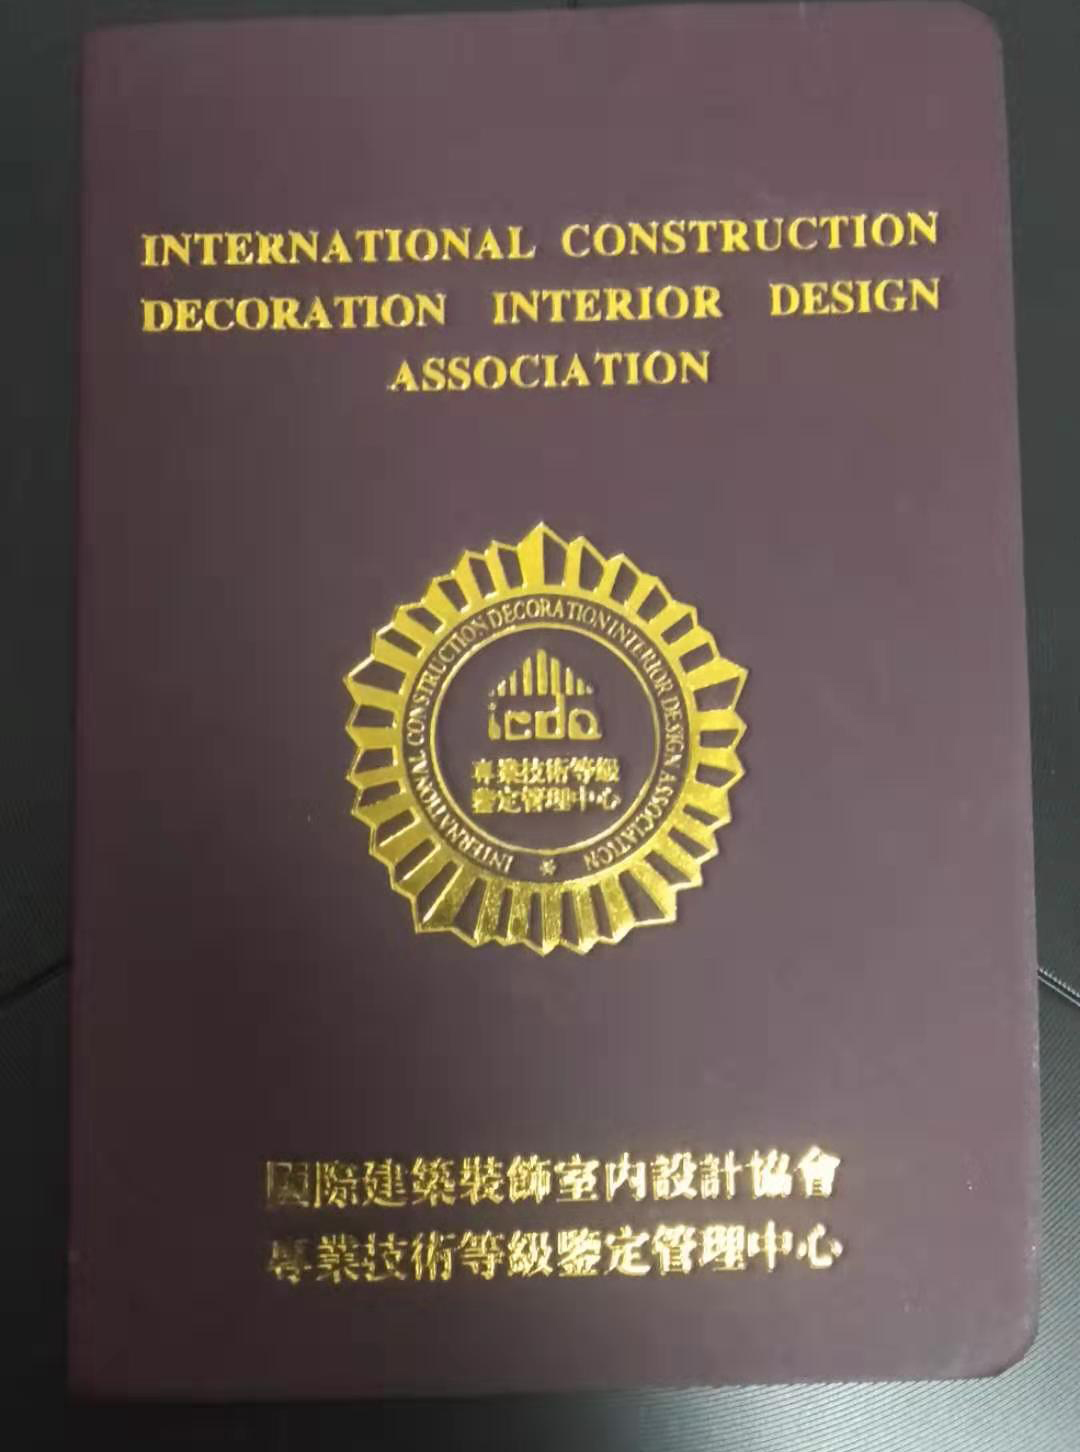 INTERNATIONAL CONSTRUCTION
DECORATION INTERIOR DESIGN
ASSOCIATION
INTERNATIONAL CONSTRUCTION DECORATION INTERIOR DESIGN ASSOCIATION
icda
專業技術等級
鑒定管理中心
國際建築裝飾室内設計協會
專業技術等級鑒定管理中心